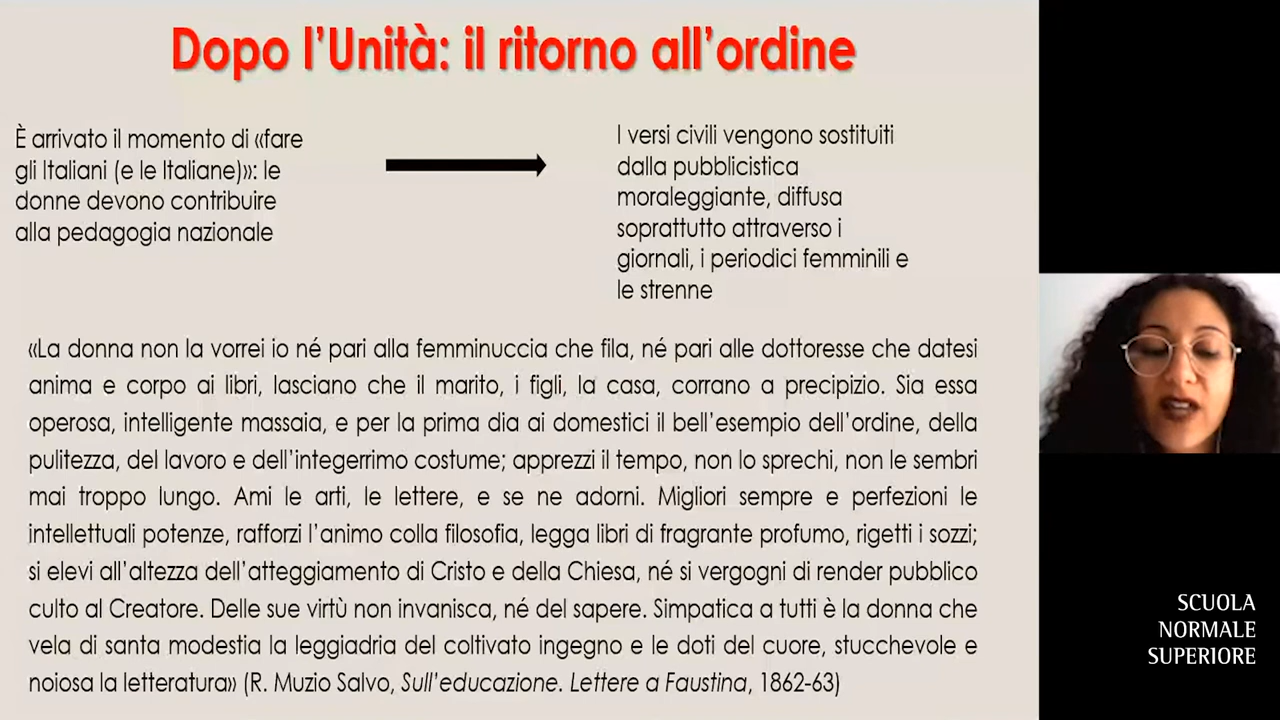 Dopo l'Unità: il ritorno all'ordine
È arrivato il momento di «fare
gli Italiani (e le Italiane)»: le
donne devono contribuire
alla pedagogia nazionale
I versi civili vengono sostituiti
dalla pubblicistica
moraleggiante, diffusa
soprattutto attraverso i
giornali, i periodici femminili e
le strenne
«La donna non la vorrei io né pari alla femminuccia che fila, né pari alle dottoresse che datesi
anima e corpo ai libri, lasciano che il marito, i figli, la casa, corrano a precipizio. Sia essa
operosa, intelligente massaia, e per la prima dia ai domestici il bell'esempio dell'ordine, della
pulitezza, del lavoro e dell'integerrimo costume; apprezzi il tempo, non lo sprechi, non le sembri
mai troppo lungo. Ami le arti, le lettere, e se ne adorni. Migliori sempre e perfezioni le
intellettuali potenze, rafforzi l'animo colla filosofia, legga libri di fragrante profumo, rigetti i sozzi;
si elevi all'altezza dell'atteggiamento di Cristo e della Chiesa, né si vergogni di render pubblico
culto al Creatore. Delle sue virtù non invanisca, né del sapere. Simpatica a tutti è la donna che
vela di santa modestia la leggiadria del coltivato ingegno e le doti del cuore, stucchevole e
noiosa la letteratura» (R. Muzio Salvo, Sull'educazione. Lettere a Faustina, 1862-63)
SCUOLA
NORMALE
SUPERIORE